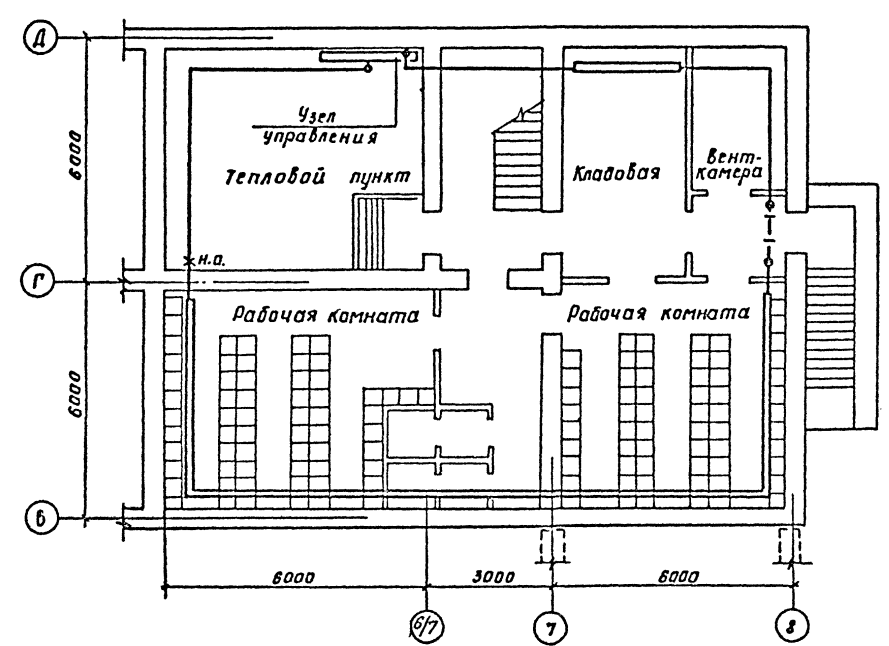 Д
6000
Узел
управления
Тепловой пункт
Кладовая
Вент-
камера
Г
н.о.
Рабочая комната
Рабочая комната
6000
В
6000
3000
6000
6/7
7
8